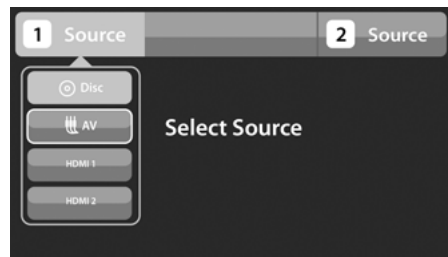 1 Source
2 Source
Disc
AV
Select Source
HDMI 1
HDMI 2